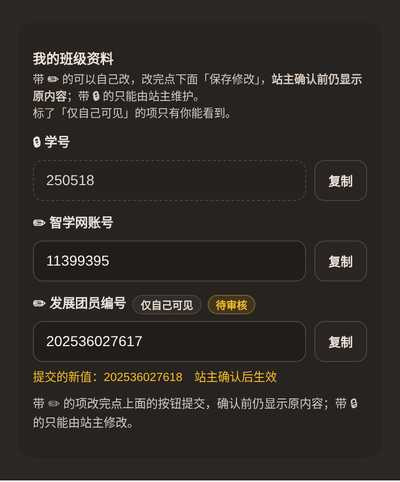 我的班级资料
带 ✏️ 的可以自己改，改完点下面「保存修改」，站主确认前仍显示
原内容；带 🔒 的只能由站主维护。
标了「仅自己可见」的项只有你能看到。
🔒 学号
250518 复制
✏️ 智学网账号
11399395 复制
✏️ 发展团员编号 仅自己可见 待审核
202536027617 复制
提交的新值：202536027618 站主确认后生效
带 ✏️ 的项改完点上面的按钮提交，确认前仍显示原内容；带 🔒
的只能由站主修改。